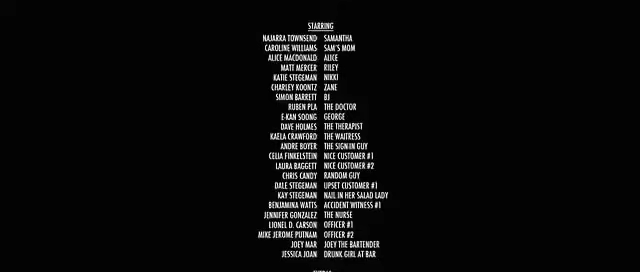 STARRING
NAJARRA TOWNSEND SAMANTHA
CAROLINE WILLIAMS SAM'S MOM
ALICE MACDONALD ALICE
MATT MERCER RILEY
KATIE STEGEMAN NIKKI
CHARLEY KOONTZ ZANE
SIMON BARRETT BJ
RUBEN PLA THE DOCTOR
E-KAN SOONG GEORGE
DAVE HOLMES THE THERAPIST
KAELA CRAWFORD THE WAITRESS
ANDRE BOYER THE SIGN-IN GUY
CELIA FINKELSTEIN NICE CUSTOMER #1
LAURA BAGGETT NICE CUSTOMER #2
CHRIS CANDY RANDOM GUY
DALE STEGEMAN UPSET CUSTOMER #1
KAY STEGEMAN NAIL IN HER SALAD LADY
BENJAMINA WATTS ACCIDENT WITNESS #1
JENNIFER GONZALEZ THE NURSE
LIONEL D. CARSON OFFICER #1
MIKE JEROME PUTNAM OFFICER #2
JOEY MAR JOEY THE BARTENDER
JESSICA JOAN DRUNK GIRL AT BAR